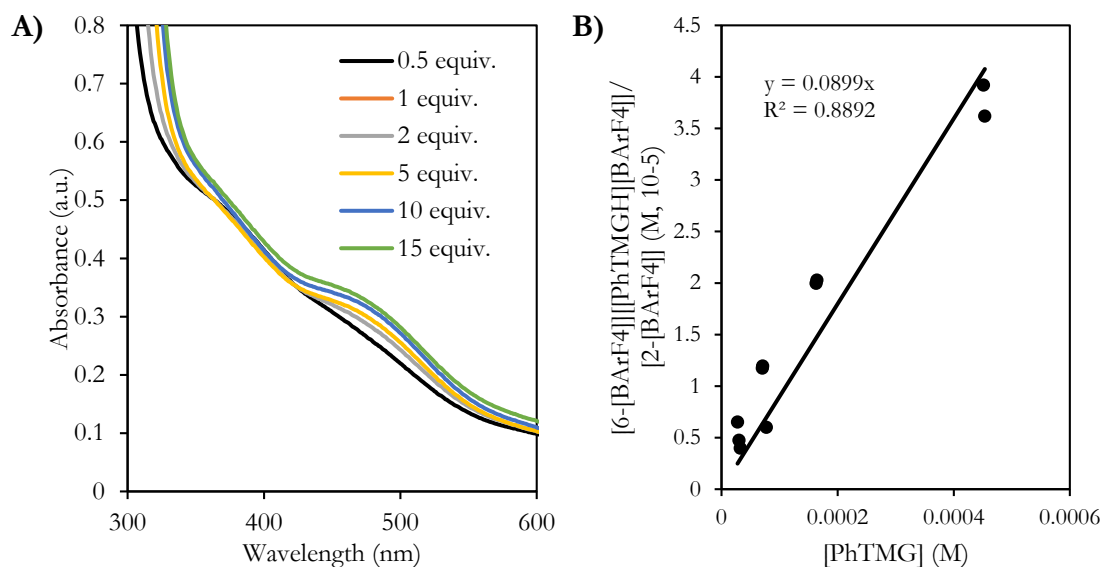 A)
0.8
0.7
0.6
0.5
0.4
0.3
0.2
0.1
0
300
400
500
600
Absorbance (a.u.)
Wavelength (nm)
0.5 equiv.
1 equiv.
2 equiv.
5 equiv.
10 equiv.
15 equiv.
B)
4.5
4
3.5
3
2.5
2
1.5
1
0.5
0
0
0.0002
0.0004
0.0006
[6-[BArF4]][[PhTMGH][BArF4]]/
[2-[BArF4]] (M, 10-5)
[PhTMG] (M)
y = 0.0899x
R² = 0.8892